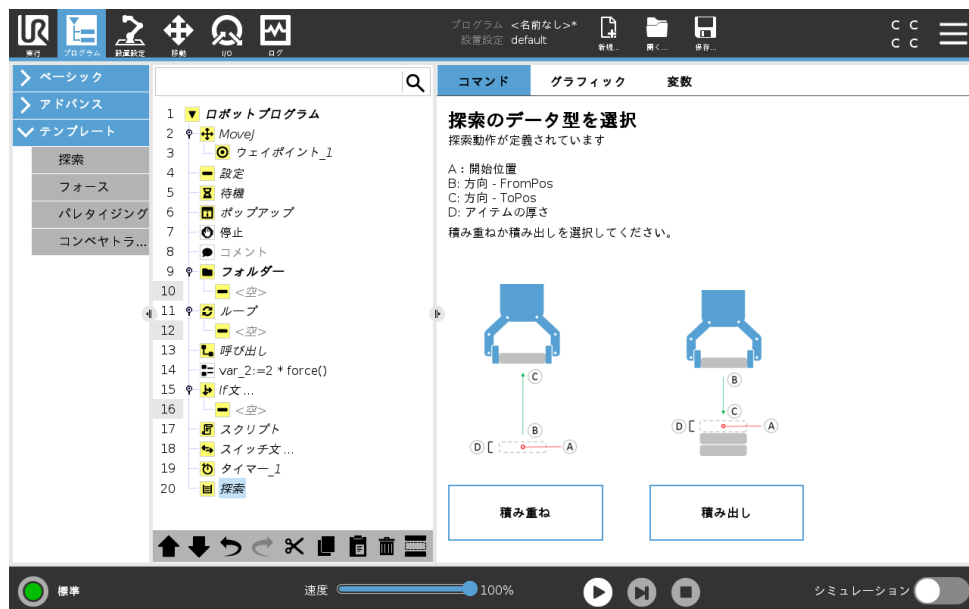 実行
プログラム
設置設定
移動
I/O
ログ
プログラム <名前なし>*
設置設定 default
新規...
開く...
保存...
C C
C C
ベーシック
アドバンス
テンプレート
探索
フォース
パレタイジング
コンベヤトラ...
1 ロボットプログラム
2 MoveJ
3 ウェイポイント_1
4 設定
5 待機
6 ポップアップ
7 停止
8 コメント
9 フォルダー
10 <空>
11 ループ
12 <空>
13 呼び出し
14 var_2:=2 * force()
15 If文 ...
16 <空>
17 スクリプト
18 スイッチ文 ...
19 タイマー_1
20 探索
コマンド グラフィック 変数
探索のデータ型を選択
探索動作が定義されています
A : 開始位置
B: 方向 - FromPos
C: 方向 - ToPos
D: アイテムの厚さ
積み重ねか積み出しを選択してください。
C
B
D
A
B
C
D
A
積み重ね
積み出し
標準
速度
100%
シミュレーション